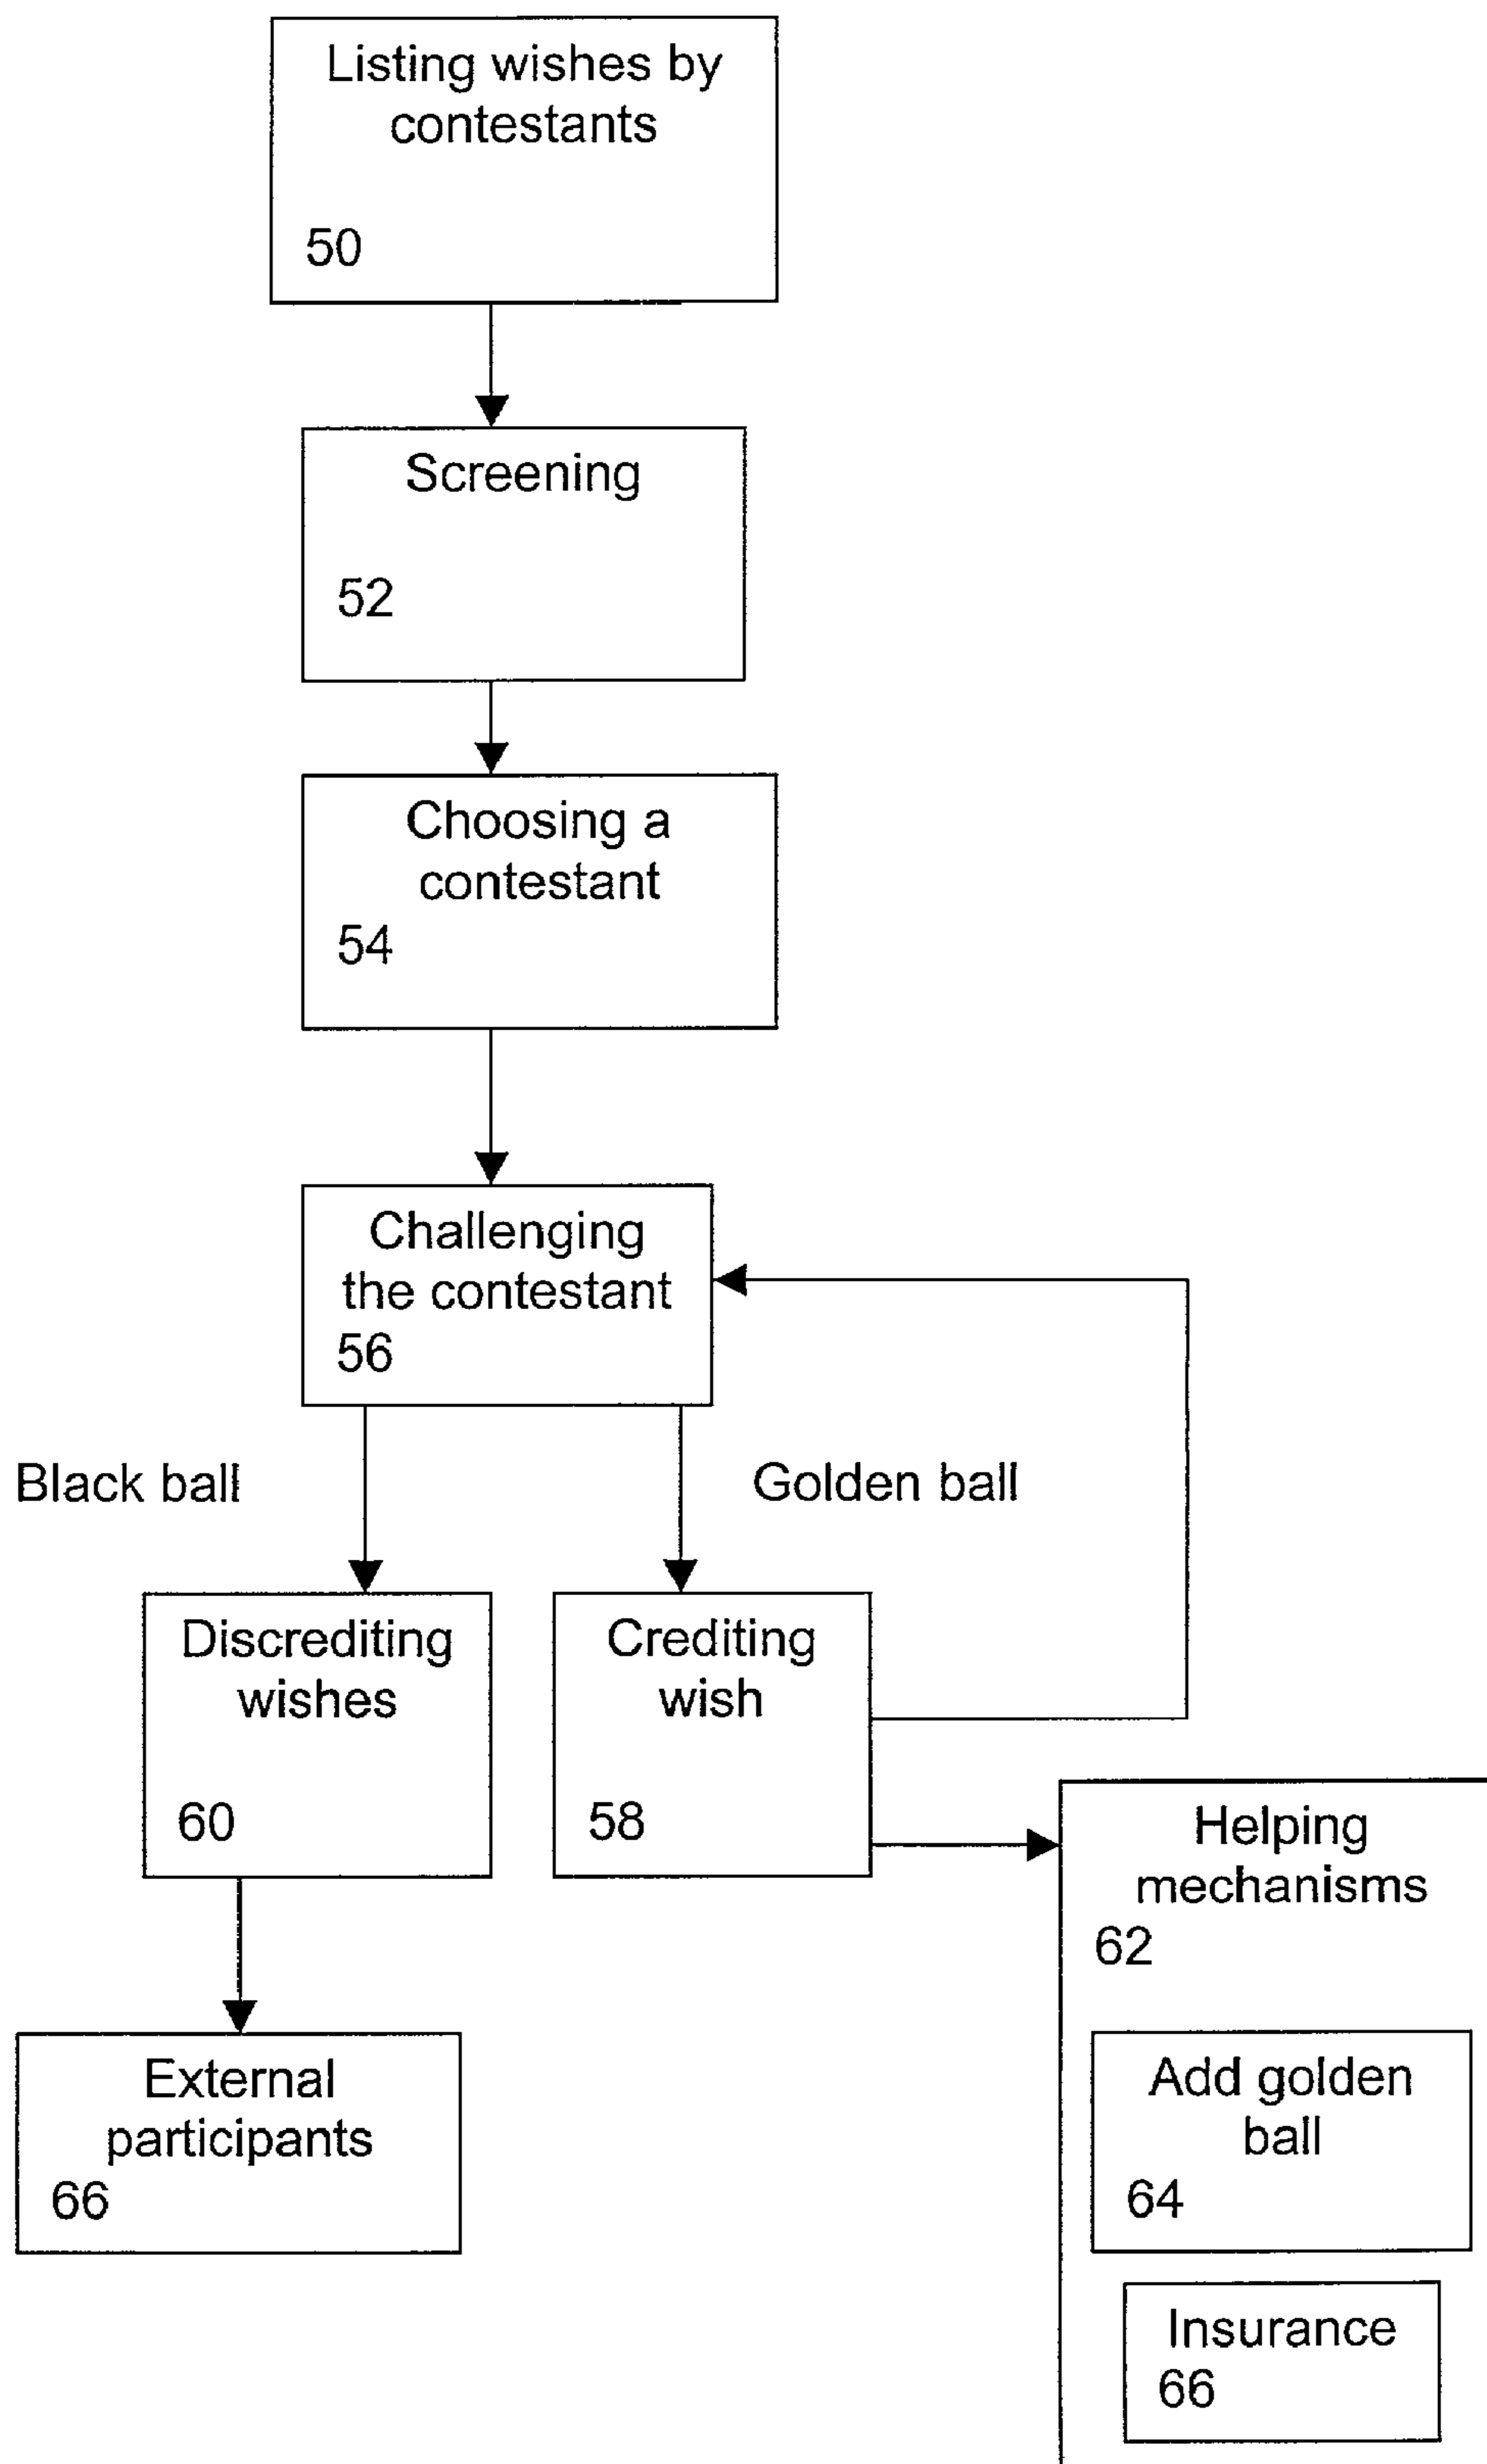 Listing wishes by
contestants
50
Screening
52
Choosing a
contestant
54
Challenging
the contestant
56
Black ball
Golden ball
Discrediting
wishes
60
Crediting
wish
58
Helping
mechanisms
62
External
participants
66
Add golden
ball
64
Insurance
66